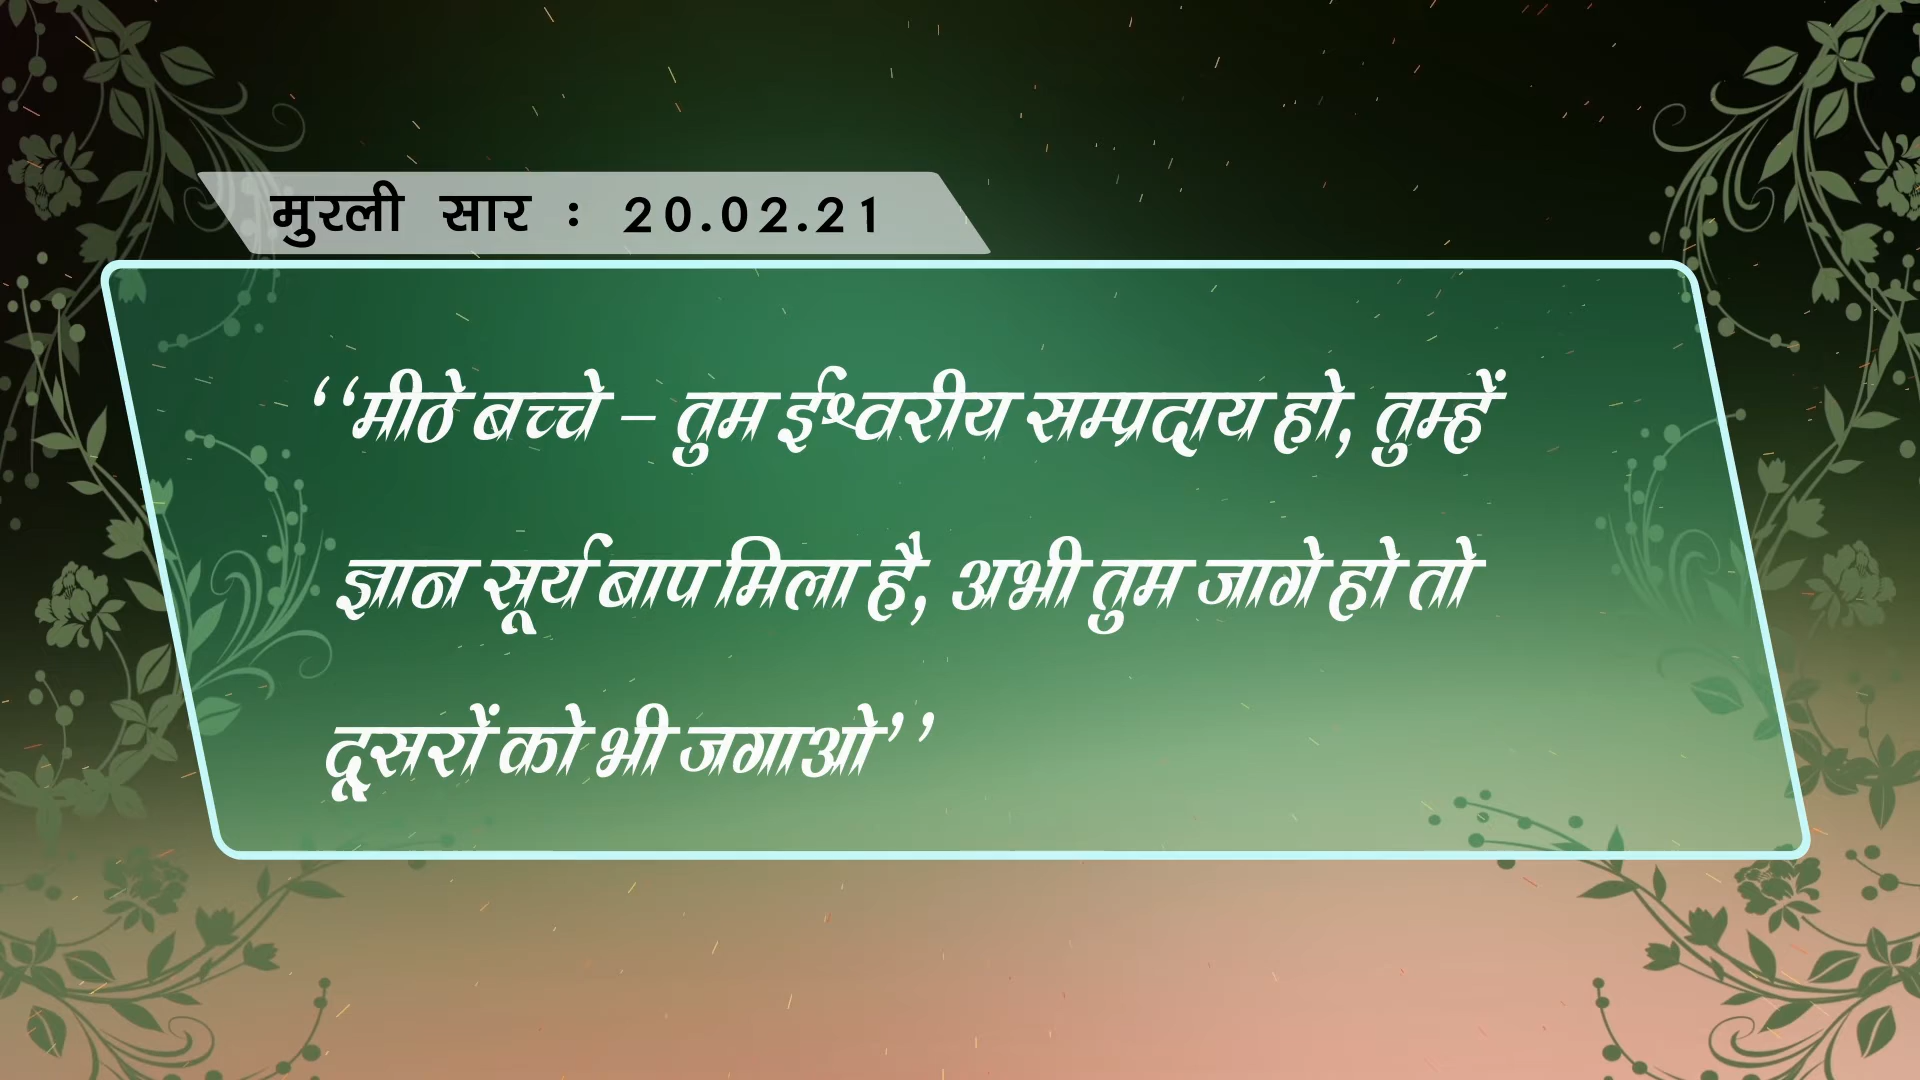 मुरली सार : 20.02.21
‘‘मीठे बच्चे – तुम ईश्वरीय सम्प्रदाय हो, तुम्हें
ज्ञान सूर्य बाप मिला है, अभी तुम जागे हो तो
दूसरों को भी जगाओ’’